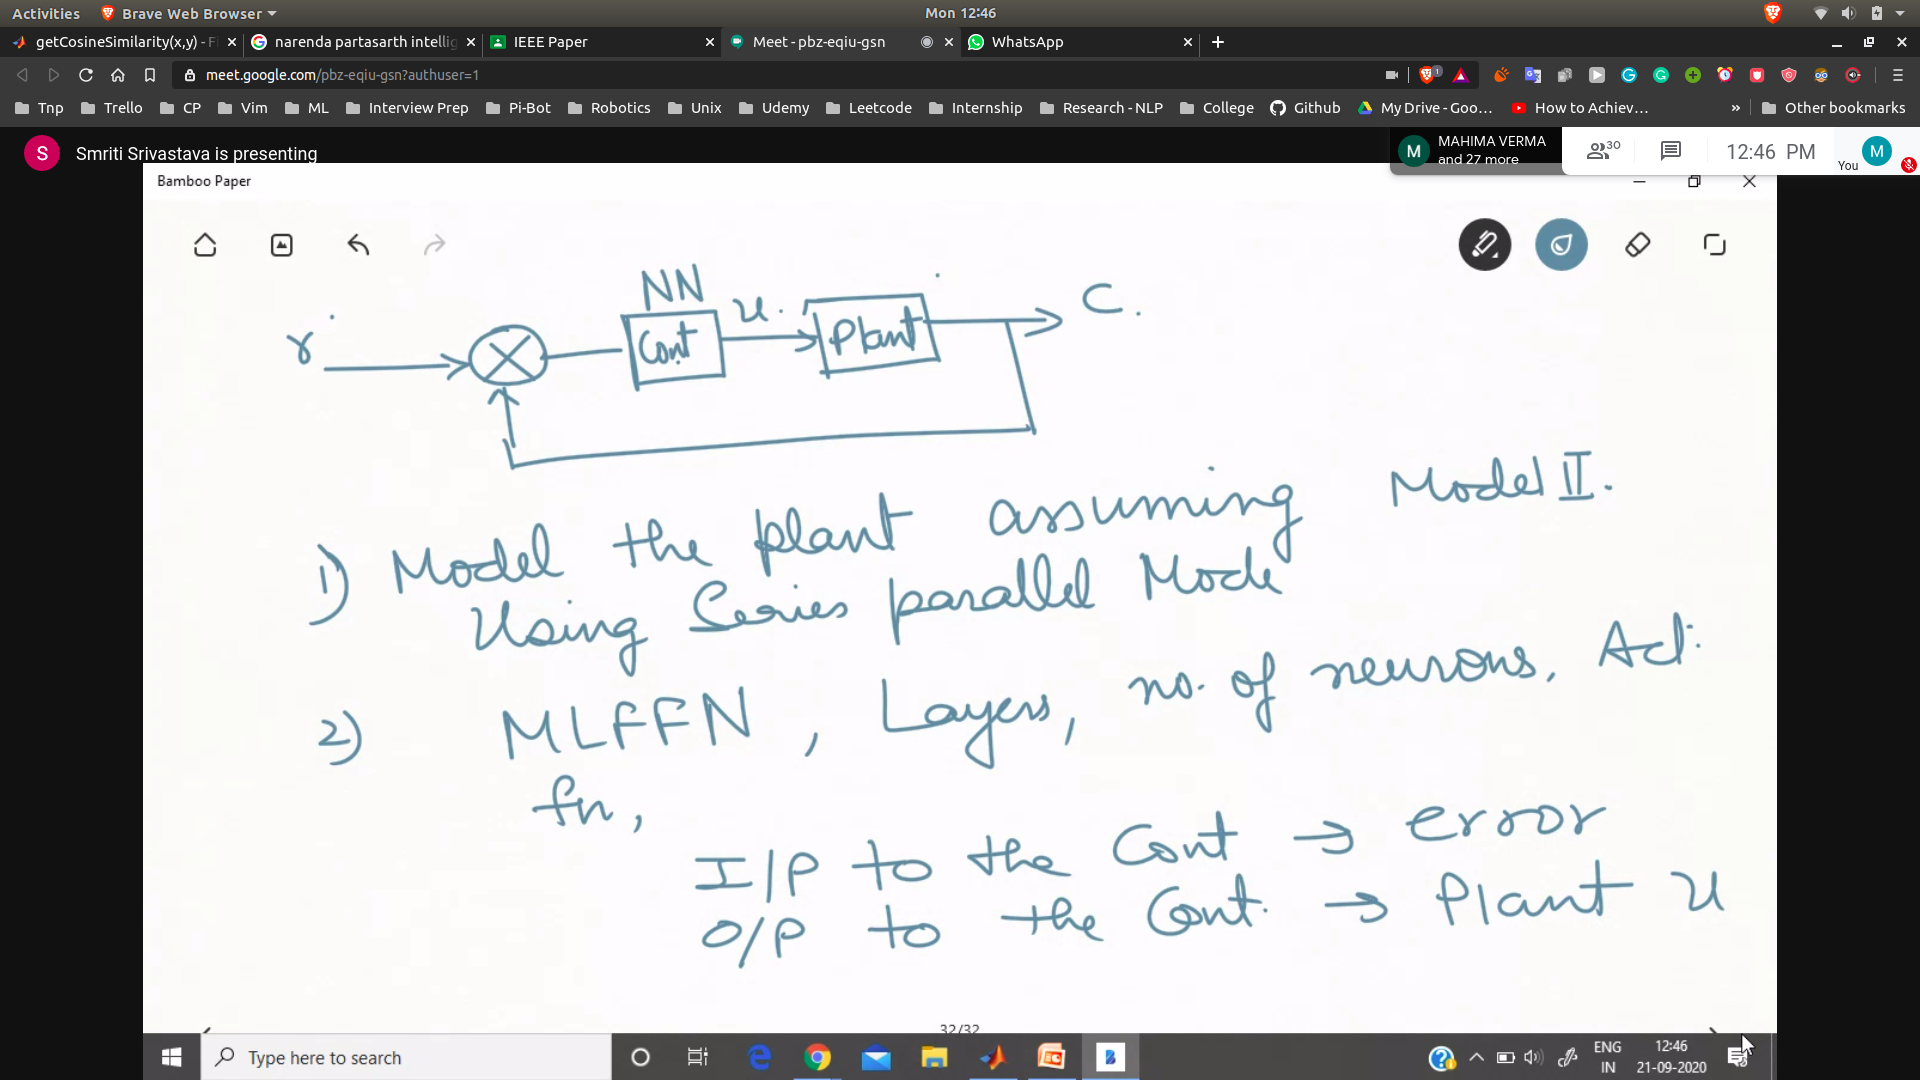 Activities Brave Web Browser Mon 12:46
getCosineSimilarity(x,y) - F narenda partasarth intellig IEEE Paper Meet - pbz-eqiu-gsn WhatsApp
meet.google.com/pbz-eqiu-gsn?authuser=1 1
Tnp Trello CP Vim ML Interview Prep Pi-Bot Robotics Unix Udemy Leetcode Internship Research - NLP College Github My Drive - Goo… How to Achiev… » Other bookmarks
S Smriti Srivastava is presenting
M MAHIMA VERMA
and 27 more
30 12:46 PM You M
Bamboo Paper
NN
r Cont u. Plant C.
1) Model the plant assuming Model II.
Using Series parallel Mode
2) MLFFN, Layers, no. of neurons, Act.
fn,
I/P to the Cont → error
O/P to the Cont. → Plant u
32/32
Type here to search
ENG
IN
12:46
21-09-2020